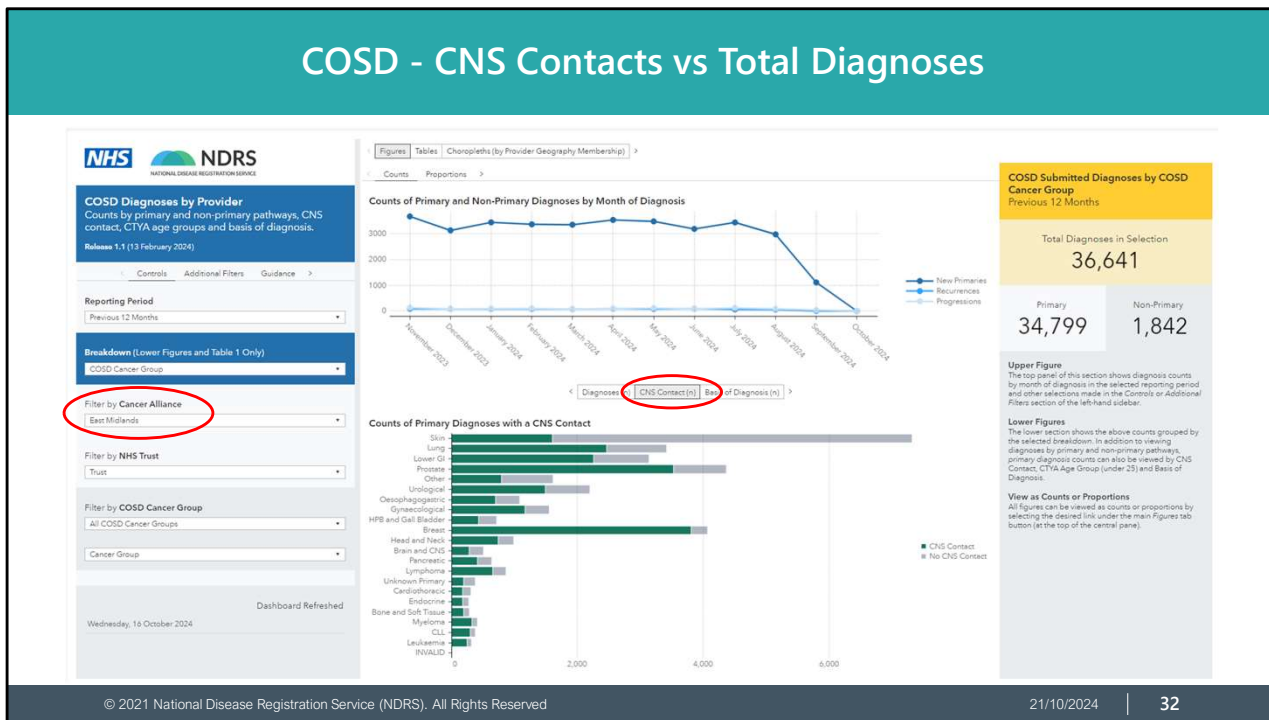 COSD - CNS Contacts vs Total Diagnoses
NHS
NDRS
NATIONAL DISEASE REGISTRATION SERVICE
COSD Diagnoses by Provider
Counts by primary and non-primary pathways, CNS
contact, CTYA age groups and basis of diagnosis.
Release 1.1 (13 February 2024)
< Controls Additional Filters Guidance >
Reporting Period
Previous 12 Months
Breakdown (Lower Figures and Table 1 Only)
COSD Cancer Group
Filter by Cancer Alliance
East Midlands
Filter by NHS Trust
Trust
Filter by COSD Cancer Group
All COSD Cancer Groups
Cancer Group
Dashboard Refreshed
Wednesday, 16 October 2024
< Figures Tables Choropleths (by Provider Geography Membership) >
< Counts Proportions >
Counts of Primary and Non-Primary Diagnoses by Month of Diagnosis
3000
2000
1000
0
November 2023
December 2023
January 2024
February 2024
March 2024
April 2024
May 2024
June 2024
July 2024
August 2024
September 2024
October 2024
New Primaries
Recurrences
Progressions
< Diagnoses (n) CNS Contact (n) Basis of Diagnosis (n) >
Counts of Primary Diagnoses with a CNS Contact
Skin
Lung
Lower GI
Prostate
Other
Urological
Oesophagogastric
Gynaecological
HPB and Gall Bladder
Breast
Head and Neck
Brain and CNS
Pancreatic
Lymphoma
Unknown Primary
Cardiothoracic
Endocrine
Bone and Soft Tissue
Myeloma
CLL
Leukaemia
INVALID
0 2,000 4,000 6,000
CNS Contact
No CNS Contact
COSD Submitted Diagnoses by COSD
Cancer Group
Previous 12 Months
Total Diagnoses in Selection
36,641
Primary
34,799
Non-Primary
1,842
Upper Figure
The top panel of this section shows diagnosis counts
by month of diagnosis in the selected reporting period
and other selections made in the Controls or Additional
Filters section of the left-hand sidebar.
Lower Figures
The lower section shows the above counts grouped by
the selected breakdown. In addition to viewing
diagnoses by primary and non-primary pathways,
primary diagnosis counts can also be viewed by CNS
Contact, CTYA Age Group (under 25) and Basis of
Diagnosis.
View as Counts or Proportions
All figures can be viewed as counts or proportions by
selecting the desired link under the main Figures tab
button (at the top of the central pane).
© 2021 National Disease Registration Service (NDRS). All Rights Reserved
21/10/2024
32